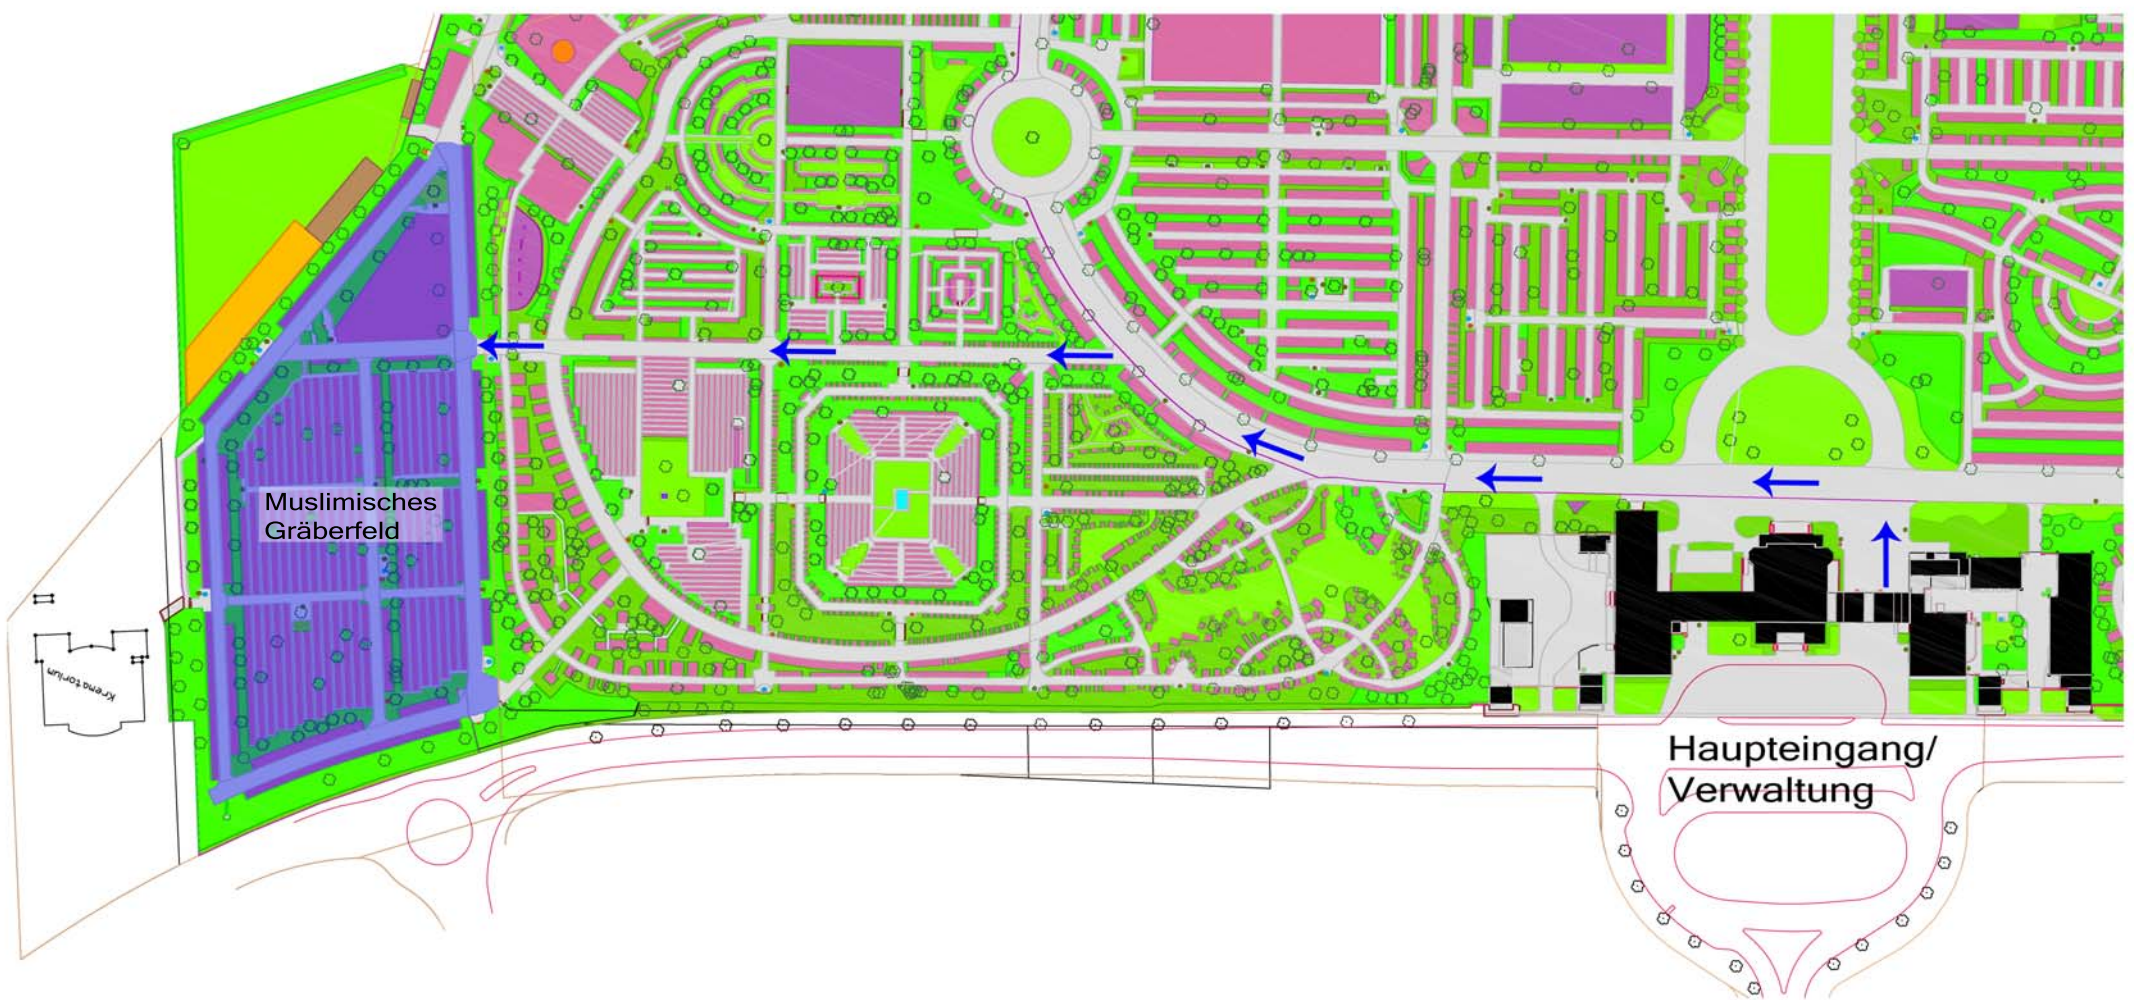 Muslimisches
Gräberfeld
Krematorium
Haupteingang/
Verwaltung